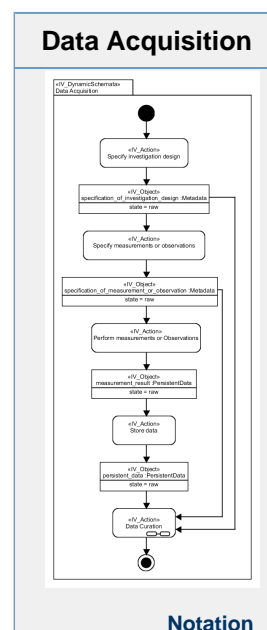 Data Acquisition
«IV_DynamicSchemata»
Data Acquisition
«IV_Action»
Specify investigation design
«IV_Object»
specification_of_investigation_design :Metadata
state = raw
«IV_Action»
Specify measurements or observations
«IV_Object»
specification_of_measurement_or_observation :Metadata
state = raw
«IV_Action»
Perform measurements or Observations
«IV_Object»
measurement_result :PersistentData
state = raw
«IV_Action»
Store data
«IV_Object»
persistent_data :PersistentData
state = raw
«IV_Action»
Data Curation
Notation